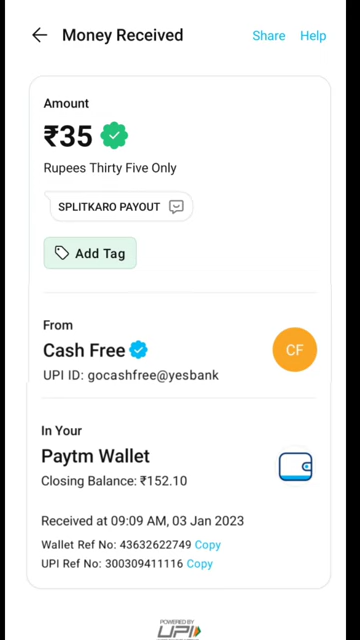 Money Received
Share
Help
Amount
₹35
Rupees Thirty Five Only
SPLITKARO PAYOUT
Add Tag
From
Cash Free
CF
UPI ID: gocashfree@yesbank
In Your
Paytm Wallet
Closing Balance: ₹152.10
Received at 09:09 AM, 03 Jan 2023
Wallet Ref No: 43632622749 Copy
UPI Ref No: 300309411116 Copy
POWERED BY
UPI